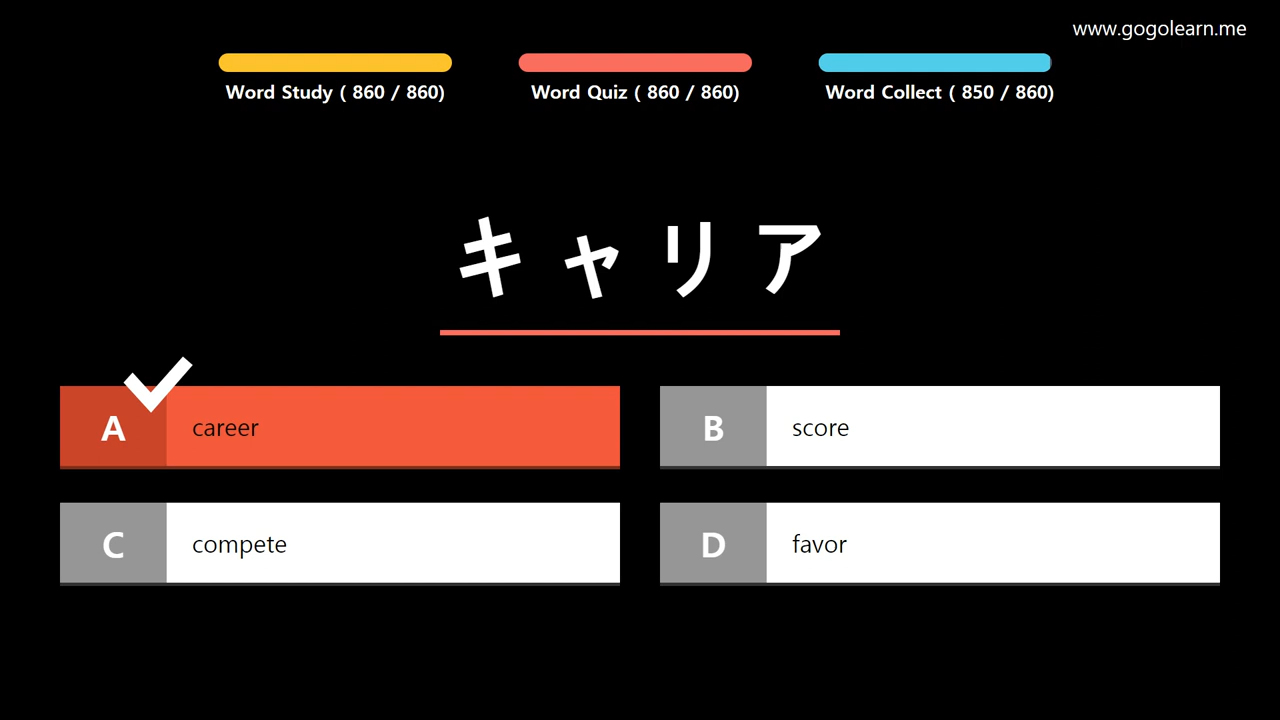 www.gogolearn.me
Word Study ( 860 / 860)
Word Quiz ( 860 / 860)
Word Collect ( 850 / 860)
キャリア
A career
B score
C compete
D favor